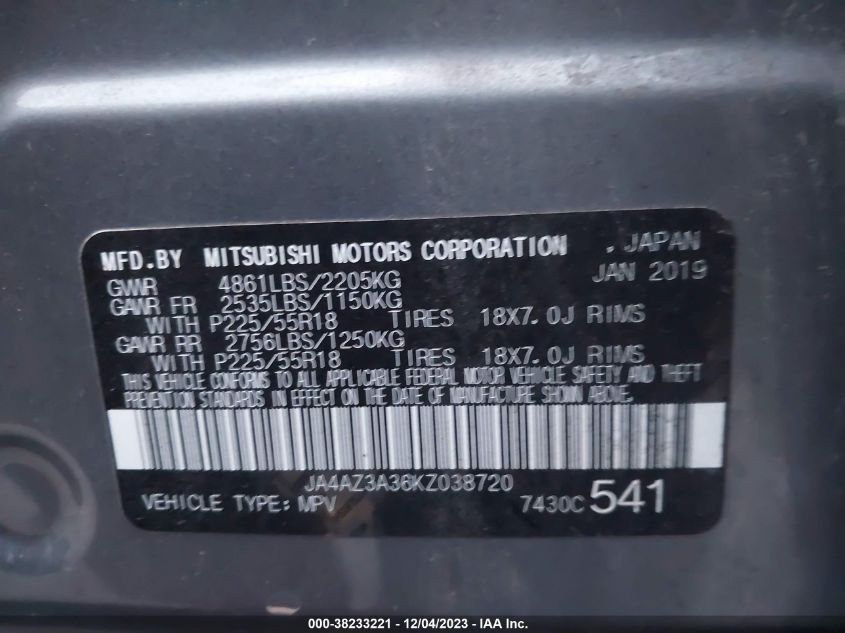 MFD.BY MITSUBISHI MOTORS CORPORATION , JAPAN
GVWR 4861LBS/2205KG JAN 2019
GAWR FR 2535LBS/1150KG
WITH P225/55R18 TIRES 18X7.0J RIMS
GAWR RR 2756LBS/1250KG
WITH P225/55R18 TIRES 18X7.0J RIMS
THIS VEHICLE CONFORMS TO ALL APPLICABLE FEDERAL MOTOR VEHICLE SAFETY AND THEFT
PREVENTION STANDARDS IN EFFECT ON THE DATE OF MANUFACTURE SHOWN ABOVE.
JA4AZ3A36KZ038720
VEHICLE TYPE: MPV 7430C 541
000-38233221 - 12/04/2023 - IAA Inc.